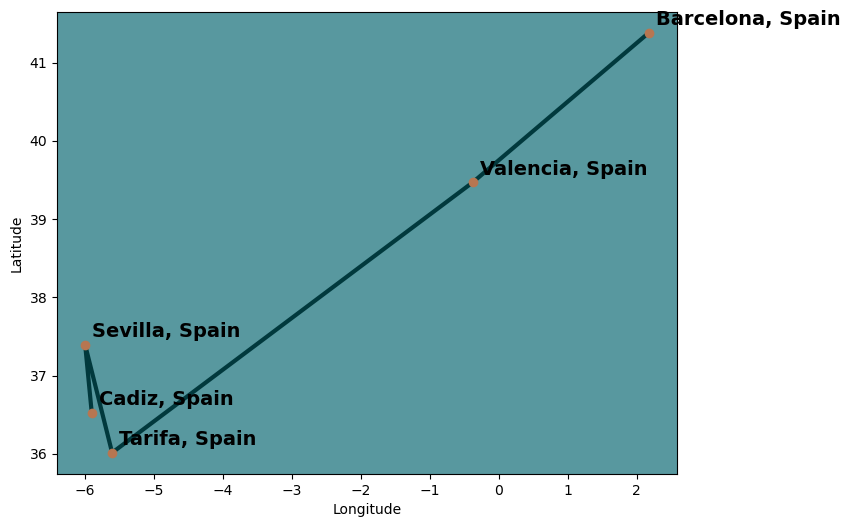 Barcelona, Spain
41
40
Valencia, Spain
39
38
Sevilla, Spain
37
Cadiz, Spain
Tarifa, Spain
36
Latitude
−6 −5 −4 −3 −2 −1 0 1 2
Longitude